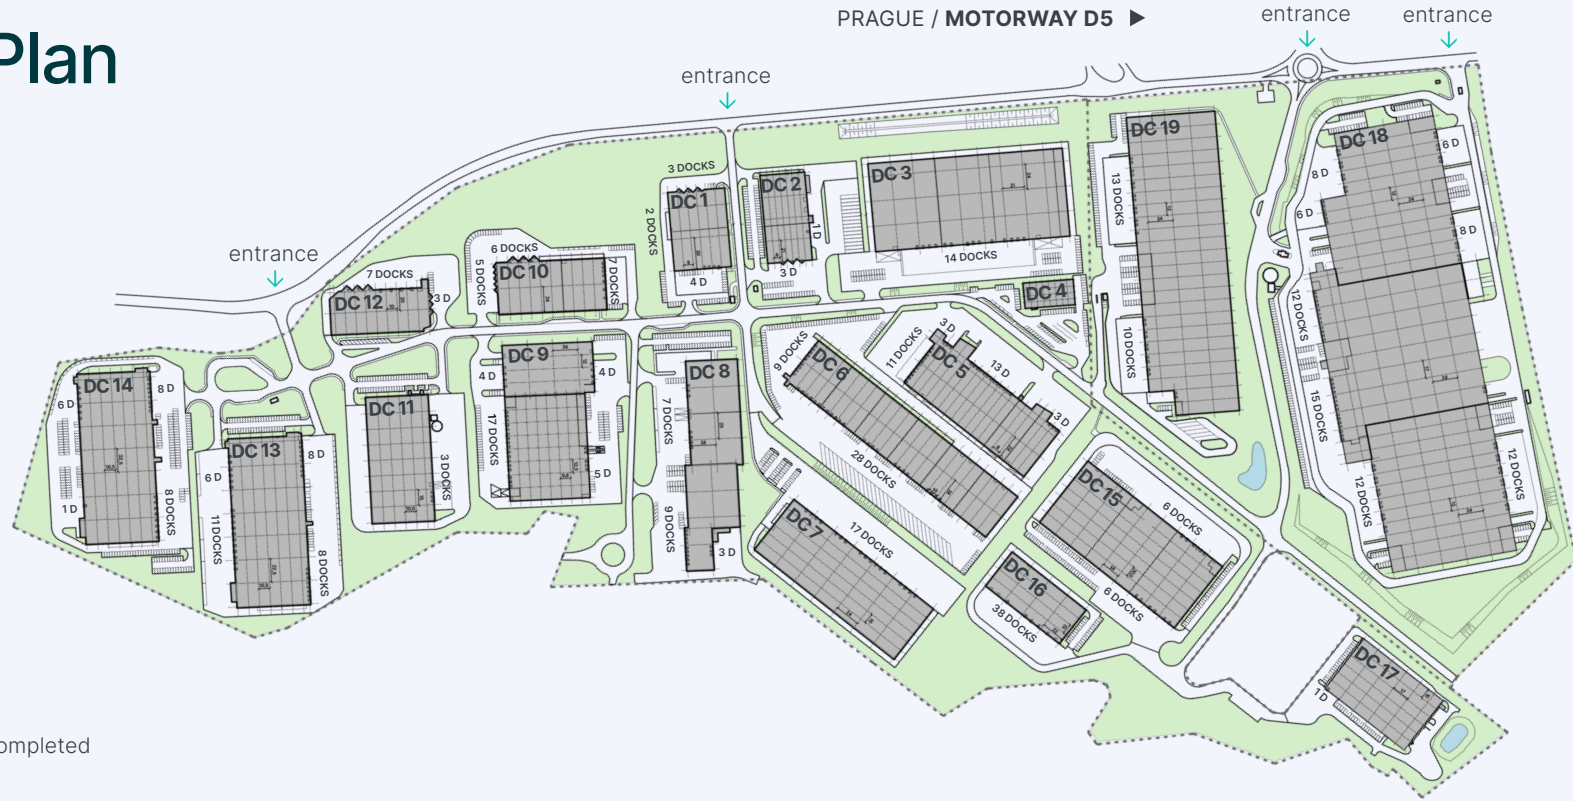 Plan
PRAGUE / MOTORWAY D5
entrance
entrance
entrance
entrance
DC 1
3 DOCKS
2 DOCKS
4 D
DC 2
1 D
3 D
DC 3
14 DOCKS
DC 4
DC 19
13 DOCKS
10 DOCKS
DC 18
6 D
8 D
6 D
8 D
12 DOCKS
15 DOCKS
12 DOCKS
12 DOCKS
DC 12
7 DOCKS
3 D
DC 10
6 DOCKS
5 DOCKS
7 DOCKS
DC 14
8 D
6 D
1 D
8 DOCKS
DC 13
8 D
6 D
11 DOCKS
8 DOCKS
DC 11
3 DOCKS
DC 9
4 D
4 D
17 DOCKS
5 D
DC 8
7 DOCKS
9 DOCKS
3 D
DC 6
9 DOCKS
28 DOCKS
DC 5
3 D
11 DOCKS
13 D
3 D
DC 7
17 DOCKS
DC 15
6 DOCKS
6 DOCKS
DC 16
38 DOCKS
DC 17
1 D
ompleted